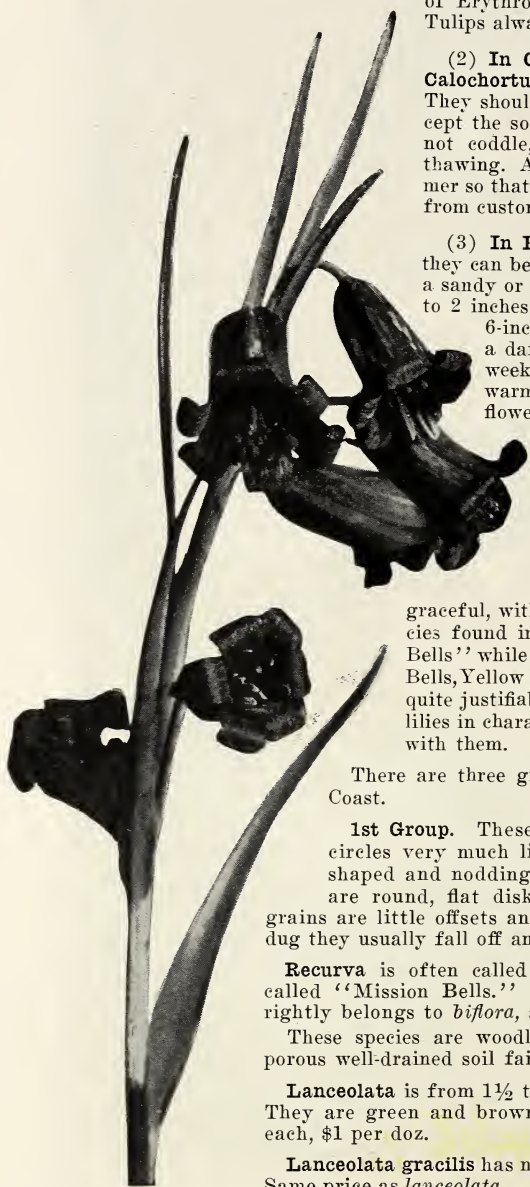 of Erythro
Tulips alwa
(2) In C
Calochortu
They shoul
cept the so
not coddle,
thawing. A
mer so that
from custor
(3) In
they can be
a sandy or
to 2 inches
6-inc
a da
week
warn
flowe
graceful, wit
cies found in
Bells'' while
Bells, Yellow
quite justifial
lilies in chara
with them.
There are three g
Coast.
1st Group. These
circles very much li
shaped and nodding
are round, flat disk
grains are little offsets an
dug they usually fall off an
Recurva is often called
called ‘‘Mission Bells.’’
rightly belongs to biflora,
These species are woodl
porous well-drained soil fai
Lanceolata is from 1½ t
They are green and brown
each, $1 per doz.
Lanceolata gracilis has n
Same price as lanceolata.